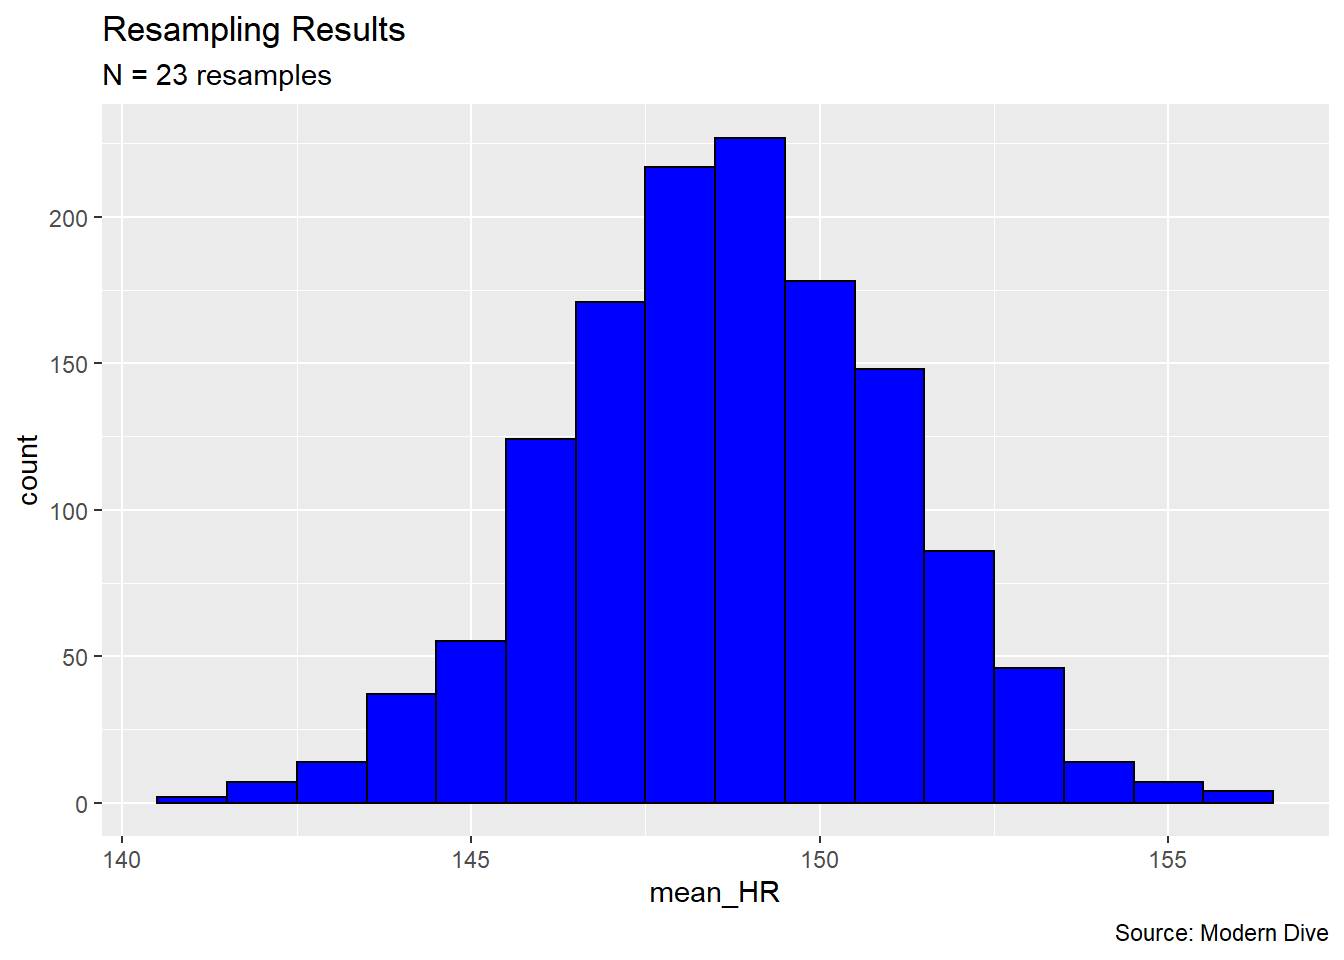 Resampling Results
N = 23 resamples
200
150
100
50
0
count
140 145 150 155
mean_HR
Source: Modern Dive